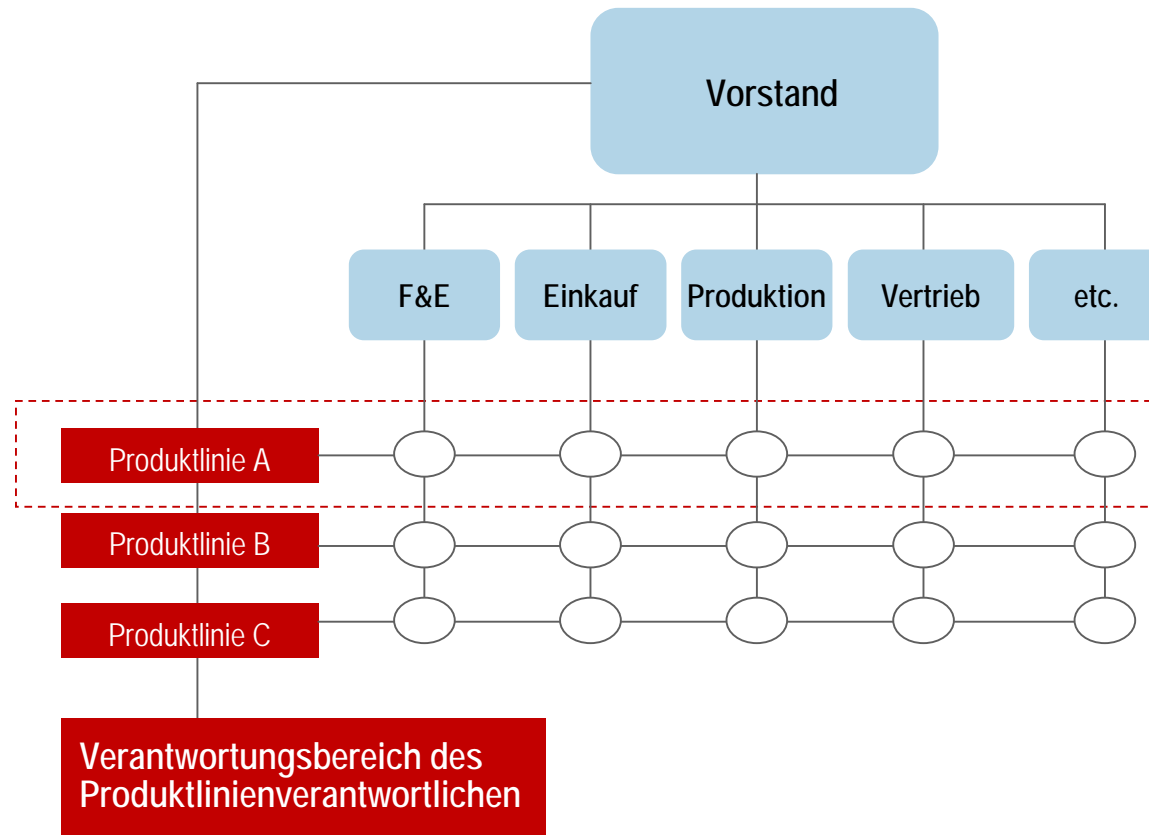 Vorstand
F&E
Einkauf
Produktion
Vertrieb
etc.
Produktlinie A
Produktlinie B
Produktlinie C
Verantwortungsbereich des
Produktlinienverantwortlichen